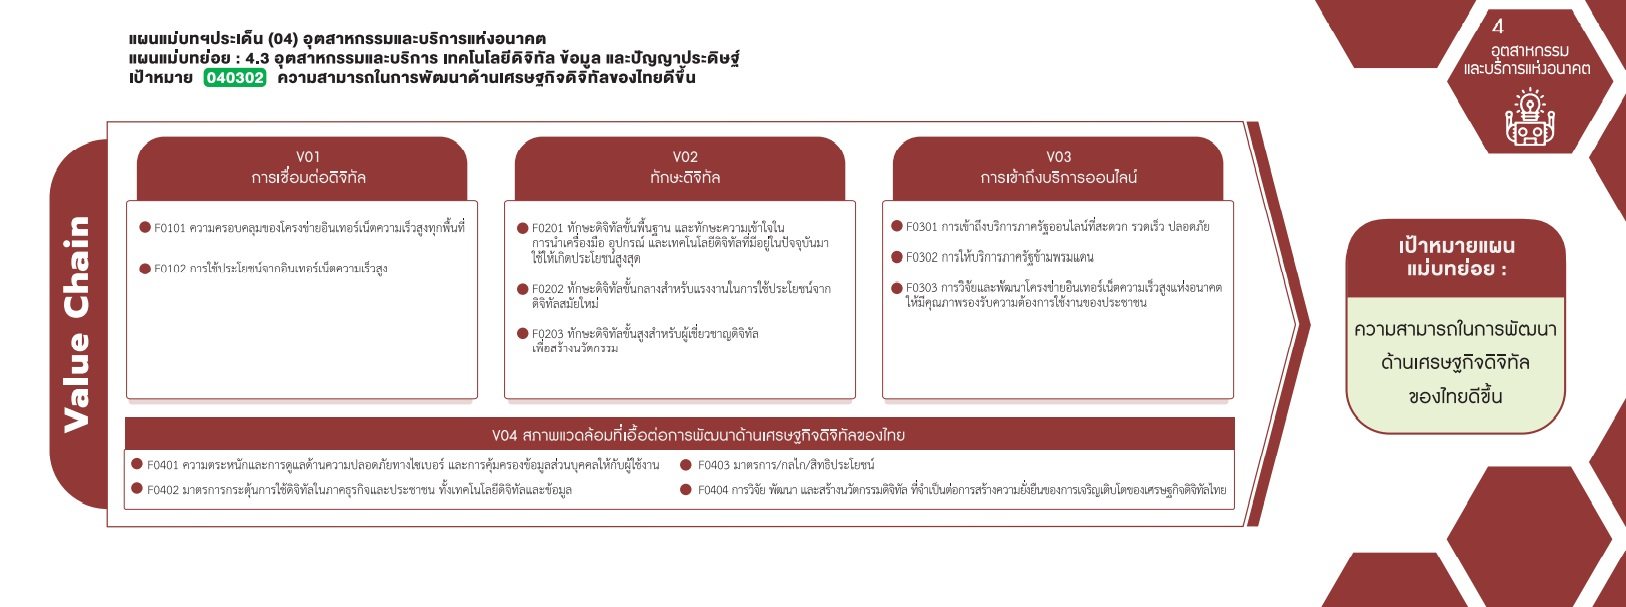 แผนแม่บทฯประเด็น (04) อุตสาหกรรมและบริการแห่งอนาคต
แผนแม่บทย่อย : 4.3 อุตสาหกรรมและบริการ เทคโนโลยีดิจิทัล ข้อมูล และปัญญาประดิษฐ์
เป้าหมาย 040302 ความสามารถในการพัฒนาด้านเศรษฐกิจดิจิทัลของไทยดีขึ้น
4
อุตสาหกรรม
และบริการแห่งอนาคต
Value Chain
V01
การเชื่อมต่อดิจิทัล
F0101 ความครอบคลุมของโครงข่ายอินเทอร์เน็ตความเร็วสูงทุกพื้นที่
F0102 การใช้ประโยชน์จากอินเทอร์เน็ตความเร็วสูง
V02
ทักษะดิจิทัล
F0201 ทักษะดิจิทัลขั้นพื้นฐาน และทักษะความเข้าใจใน
การนำเครื่องมือ อุปกรณ์ และเทคโนโลยีดิจิทัลที่มีอยู่ในปัจจุบันมา
ใช้ให้เกิดประโยชน์สูงสุด
F0202 ทักษะดิจิทัลขั้นกลางสำหรับแรงงานในการใช้ประโยชน์จาก
ดิจิทัลสมัยใหม่
F0203 ทักษะดิจิทัลขั้นสูงสำหรับผู้เชี่ยวชาญดิจิทัล
เพื่อสร้างนวัตกรรม
V03
การเข้าถึงบริการออนไลน์
F0301 การเข้าถึงบริการภาครัฐออนไลน์ที่สะดวก รวดเร็ว ปลอดภัย
F0302 การให้บริการภาครัฐข้ามพรมแดน
F0303 การวิจัยและพัฒนาโครงข่ายอินเทอร์เน็ตความเร็วสูงแห่งอนาคต
ให้มีคุณภาพรองรับความต้องการใช้งานของประชาชน
V04 สภาพแวดล้อมที่เอื้อต่อการพัฒนาด้านเศรษฐกิจดิจิทัลของไทย
F0401 ความตระหนักและการดูแลด้านความปลอดภัยทางไซเบอร์ และการคุ้มครองข้อมูลส่วนบุคคลให้กับผู้ใช้งาน
F0402 มาตรการกระตุ้นการใช้ดิจิทัลในภาคธุรกิจและประชาชน ทั้งเทคโนโลยีดิจิทัลและข้อมูล
F0403 มาตรการ/กลไก/สิทธิประโยชน์
F0404 การวิจัย พัฒนา และสร้างนวัตกรรมดิจิทัล ที่จำเป็นต่อการสร้างความยั่งยืนของการเจริญเติบโตของเศรษฐกิจดิจิทัลไทย
เป้าหมายแผน
แม่บทย่อย :
ความสามารถในการพัฒนา
ด้านเศรษฐกิจดิจิทัล
ของไทยดีขึ้น